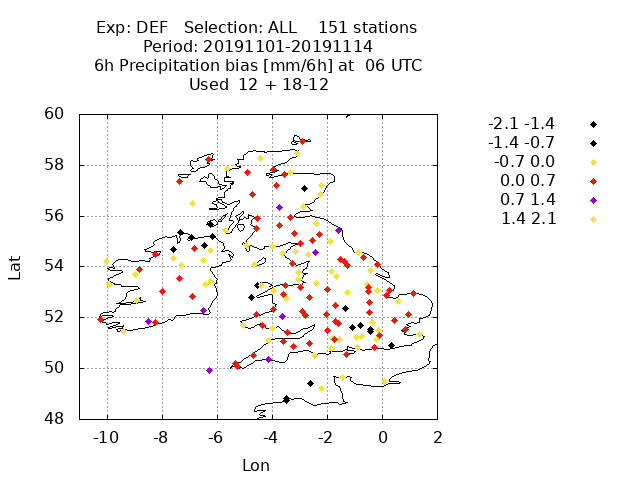 Exp: DEF Selection: ALL 151 stations
Period: 20191101-20191114
6h Precipitation bias [mm/6h] at 06 UTC
Used 12 + 18-12
-2.1 -1.4
-1.4 -0.7
-0.7 0.0
0.0 0.7
0.7 1.4
1.4 2.1
60
58
56
54
52
50
48
Lat
-10 -8 -6 -4 -2 0 2
Lon